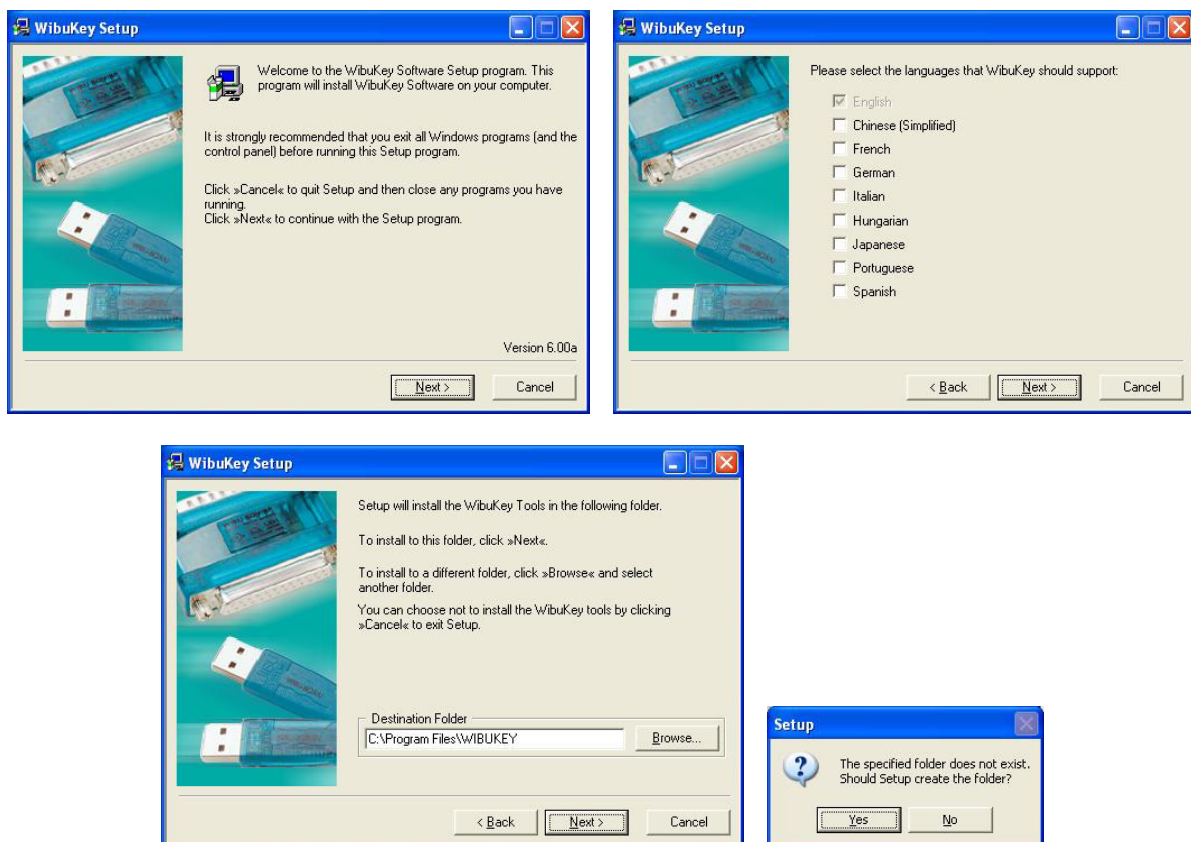 WibuKey Setup
Welcome to the WibuKey Software Setup program. This
program will install WibuKey Software on your computer.
It is strongly recommended that you exit all Windows programs (and the
control panel) before running this Setup program.
Click »Cancel« to quit Setup and then close any programs you have
running.
Click »Next« to continue with the Setup program.
Version 6.00a
Next >
Cancel
WibuKey Setup
Please select the languages that WibuKey should support:
English
Chinese (Simplified)
French
German
Italian
Hungarian
Japanese
Portuguese
Spanish
< Back
Next >
Cancel
WibuKey Setup
Setup will install the WibuKey Tools in the following folder.
To install to this folder, click »Next«.
To install to a different folder, click »Browse« and select
another folder.
You can choose not to install the WibuKey tools by clicking
»Cancel« to exit Setup.
Destination Folder
C:\Program Files\WIBUKEY
Browse...
< Back
Next >
Cancel
Setup
The specified folder does not exist.
Should Setup create the folder?
Yes
No